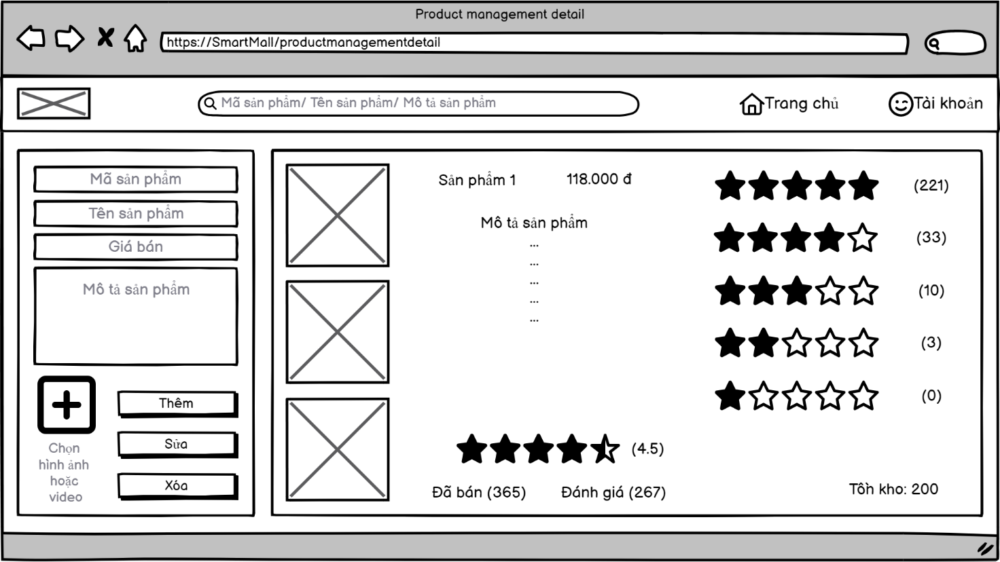 Product management detail
https://SmartMall/productmanagementdetail
Mã sản phẩm/ Tên sản phẩm/ Mô tả sản phẩm
Trang chủ
Tài khoản
Mã sản phẩm
Tên sản phẩm
Giá bán
Mô tả sản phẩm
Chọn
hình ảnh
hoặc
video
Thêm
Sửa
Xóa
Sản phẩm 1
118.000 đ
Mô tả sản phẩm
...
...
...
...
...
(4.5)
Đã bán (365)
Đánh giá (267)
(221)
(33)
(10)
(3)
(0)
Tồn kho: 200